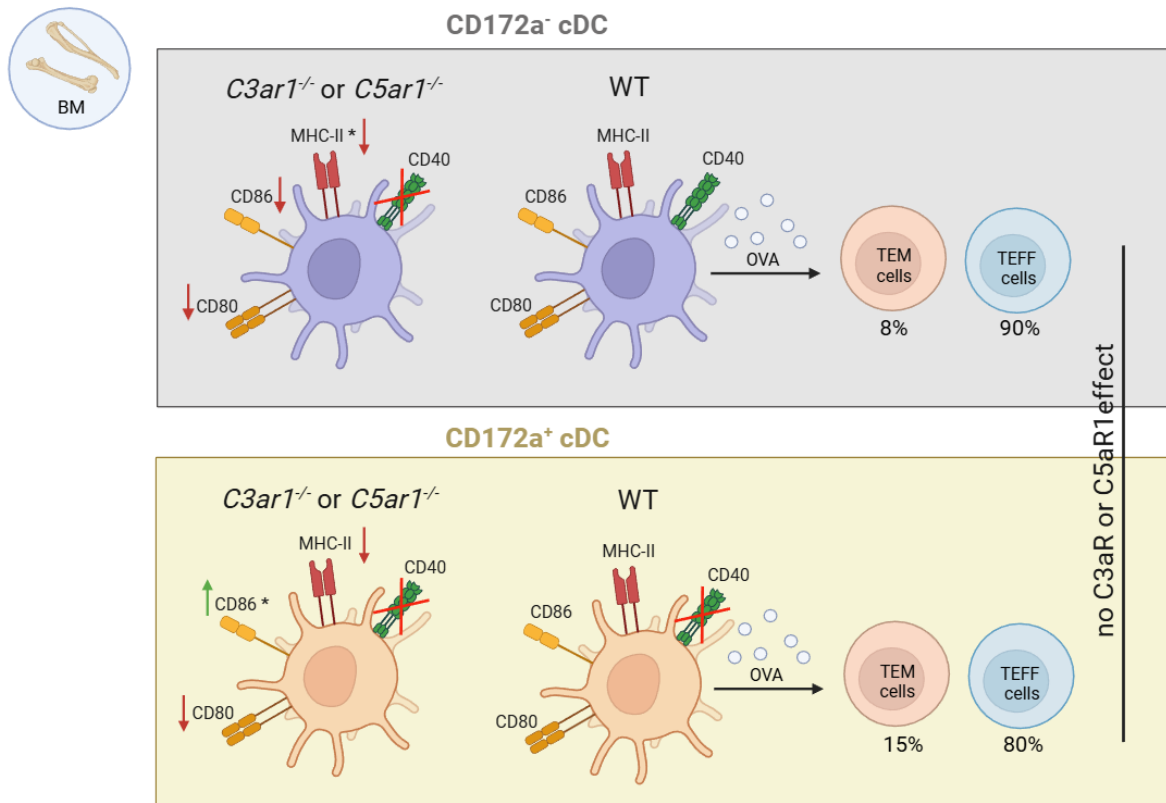 BM
CD172a⁻ cDC
C3ar1⁻/⁻ or C5ar1⁻/⁻
WT
MHC-II *
CD40
CD86
CD80
MHC-II
CD40
CD86
CD80
OVA
TEM
cells
8%
TEFF
cells
90%
CD172a⁺ cDC
C3ar1⁻/⁻ or C5ar1⁻/⁻
WT
MHC-II
CD40
CD86 *
CD80
MHC-II
CD40
CD86
CD80
OVA
TEM
cells
15%
TEFF
cells
80%
no C3aR or C5aR1effect